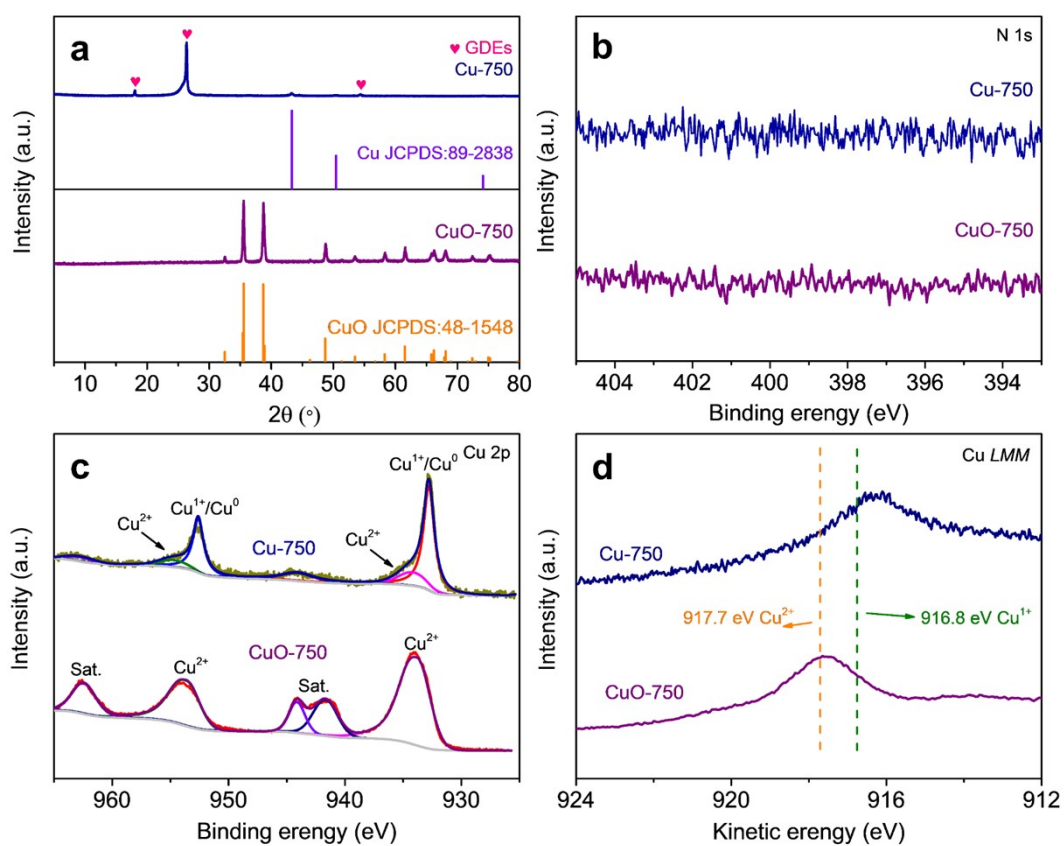 a
♥ GDEs
Cu-750
Cu JCPDS:89-2838
CuO-750
CuO JCPDS:48-1548
Intensity (a.u.)
10 20 30 40 50 60 70 80
2θ (°)
b
N 1s
Cu-750
CuO-750
Intensity (a.u.)
404 402 400 398 396 394
Binding erergy (eV)
c
Cu 2p
Cu¹⁺/Cu⁰
Cu¹⁺/Cu⁰
Cu²⁺
Cu-750
Cu²⁺
Sat.
Cu²⁺
CuO-750
Sat.
Cu²⁺
Intensity (a.u.)
960 950 940 930
Binding erergy (eV)
d
Cu LMM
Cu-750
917.7 eV Cu²⁺
916.8 eV Cu¹⁺
CuO-750
Intensity (a.u.)
924 920 916 912
Kinetic erergy (eV)